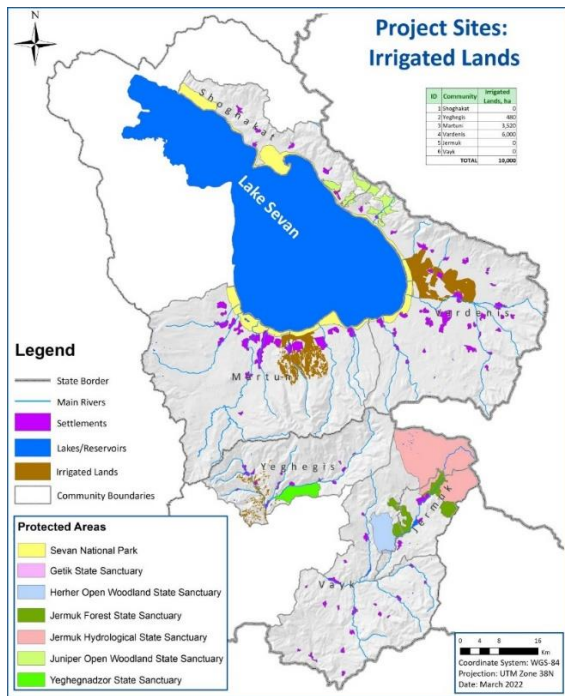 N
Project Sites:
Irrigated Lands
ID Community Irrigated Lands, ha
1 Shoghakat 0
2 Yeghegis 480
3 Martuni 3,520
4 Vardenis 6,000
5 Jermuk 0
6 Vayk 0
TOTAL 10,000
Shoghakat
Lake Sevan
Vardenis
Martuni
Yeghegis
Jermuk
Vayk
Legend
State Border
Main Rivers
Settlements
Lakes/Reservoirs
Irrigated Lands
Community Boundaries
Protected Areas
Sevan National Park
Getik State Sanctuary
Herher Open Woodland State Sanctuary
Jermuk Forest State Sanctuary
Jermuk Hydrological State Sanctuary
Juniper Open Woodland State Sanctuary
Yeghegnadzor State Sanctuary
0 4 8 16
Km
Coordinate System: WGS-84
Projection: UTM Zone 38N
Date: March 2022